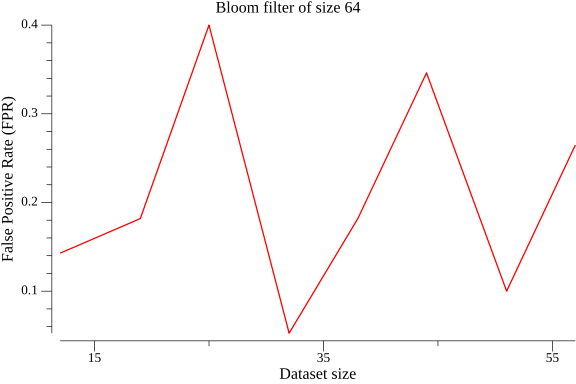 Bloom filter of size 64
0.4
0.3
0.2
0.1
False Positive Rate (FPR)
15
35
55
Dataset size